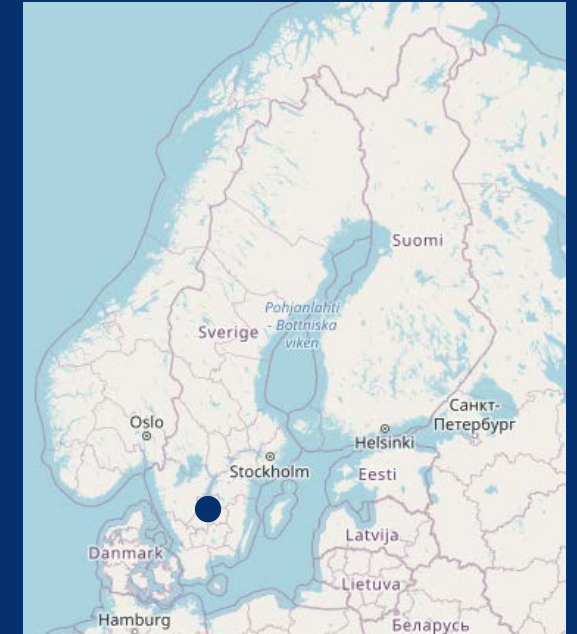 Suomi
Pohjanlahti
- Bottniska
viken
Sverige
Санкт-
Петербург
Oslo
Helsinki
Stockholm
Eesti
Latvija
Danmark
Lietuva
Hamburg
Беларусь